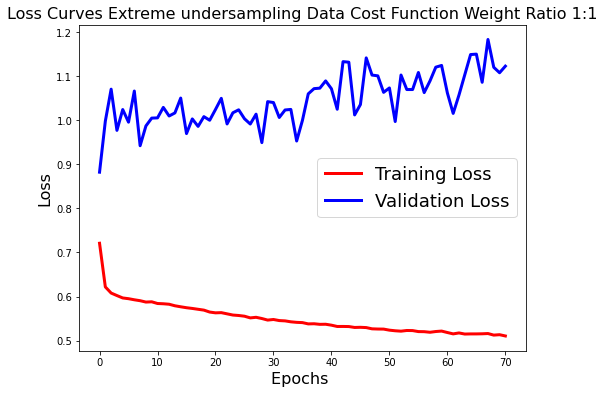 Loss Curves Extreme undersampling Data Cost Function Weight Ratio 1:1
1.2
1.1
1.0
0.9
0.8
0.7
0.6
0.5
Loss
Training Loss
Validation Loss
0 10 20 30 40 50 60 70
Epochs